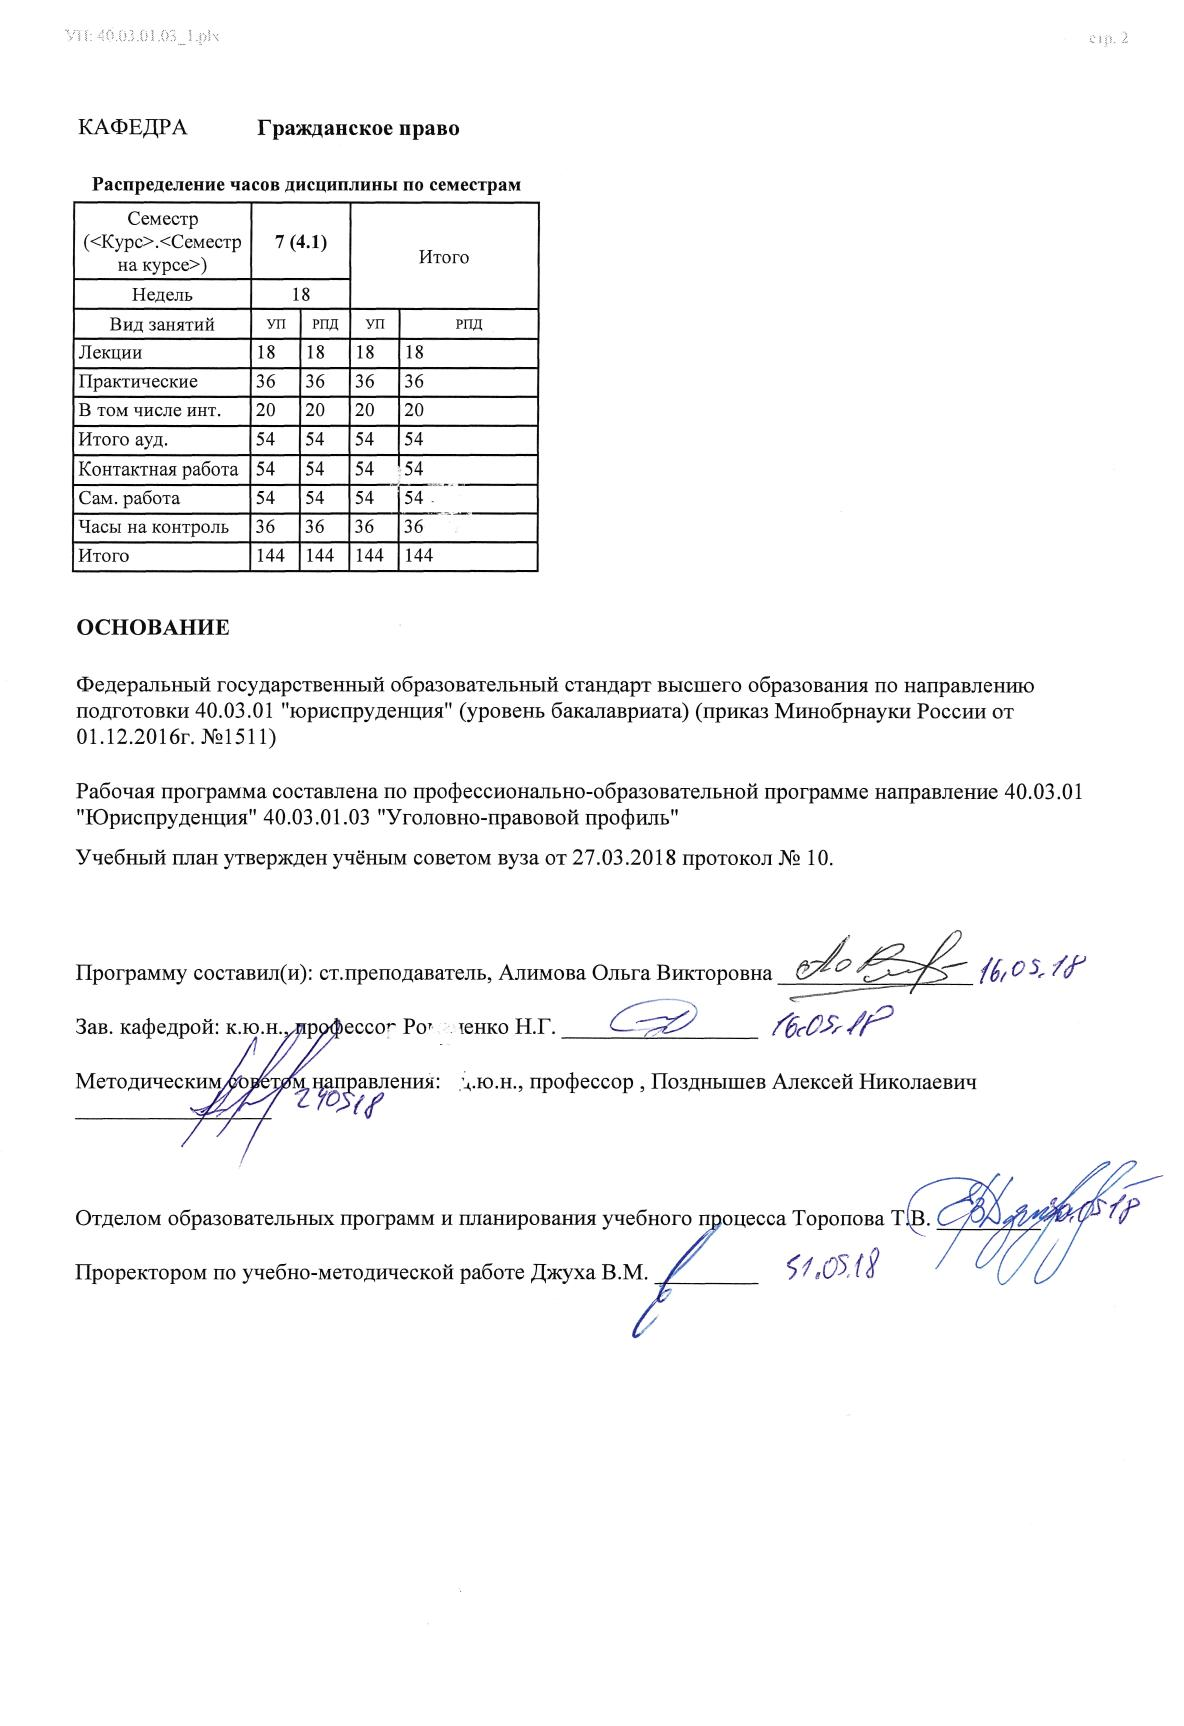 УП: 40.03.01.03_1.plx
стр. 2
КАФЕДРА Гражданское право
Распределение часов дисциплины по семестрам
Семестр (<Курс>.<Семестр на курсе>) 7 (4.1) Итого
Недель 18
Вид занятий УП РПД УП РПД
Лекции 18 18 18 18
Практические 36 36 36 36
В том числе инт. 20 20 20 20
Итого ауд. 54 54 54 54
Контактная работа 54 54 54 54
Сам. работа 54 54 54 54
Часы на контроль 36 36 36 36
Итого 144 144 144 144
ОСНОВАНИЕ
Федеральный государственный образовательный стандарт высшего образования по направлению
подготовки 40.03.01 "юриспруденция" (уровень бакалавриата) (приказ Минобрнауки России от
01.12.2016г. №1511)
Рабочая программа составлена по профессионально-образовательной программе направление 40.03.01
"Юриспруденция" 40.03.01.03 "Уголовно-правовой профиль"
Учебный план утвержден учёным советом вуза от 27.03.2018 протокол № 10.
Программу составил(и): ст.преподаватель, Алимова Ольга Викторовна 16.05.18
Зав. кафедрой: к.ю.н., профессор Н.Г. 16.05.18
Методическим советом направления: д.ю.н., профессор , Позднышев Алексей Николаевич
240518
Отделом образовательных программ и планирования учебного процесса Торопова Т.В.
Проректором по учебно-методической работе Джуха В.М. 31.05.18